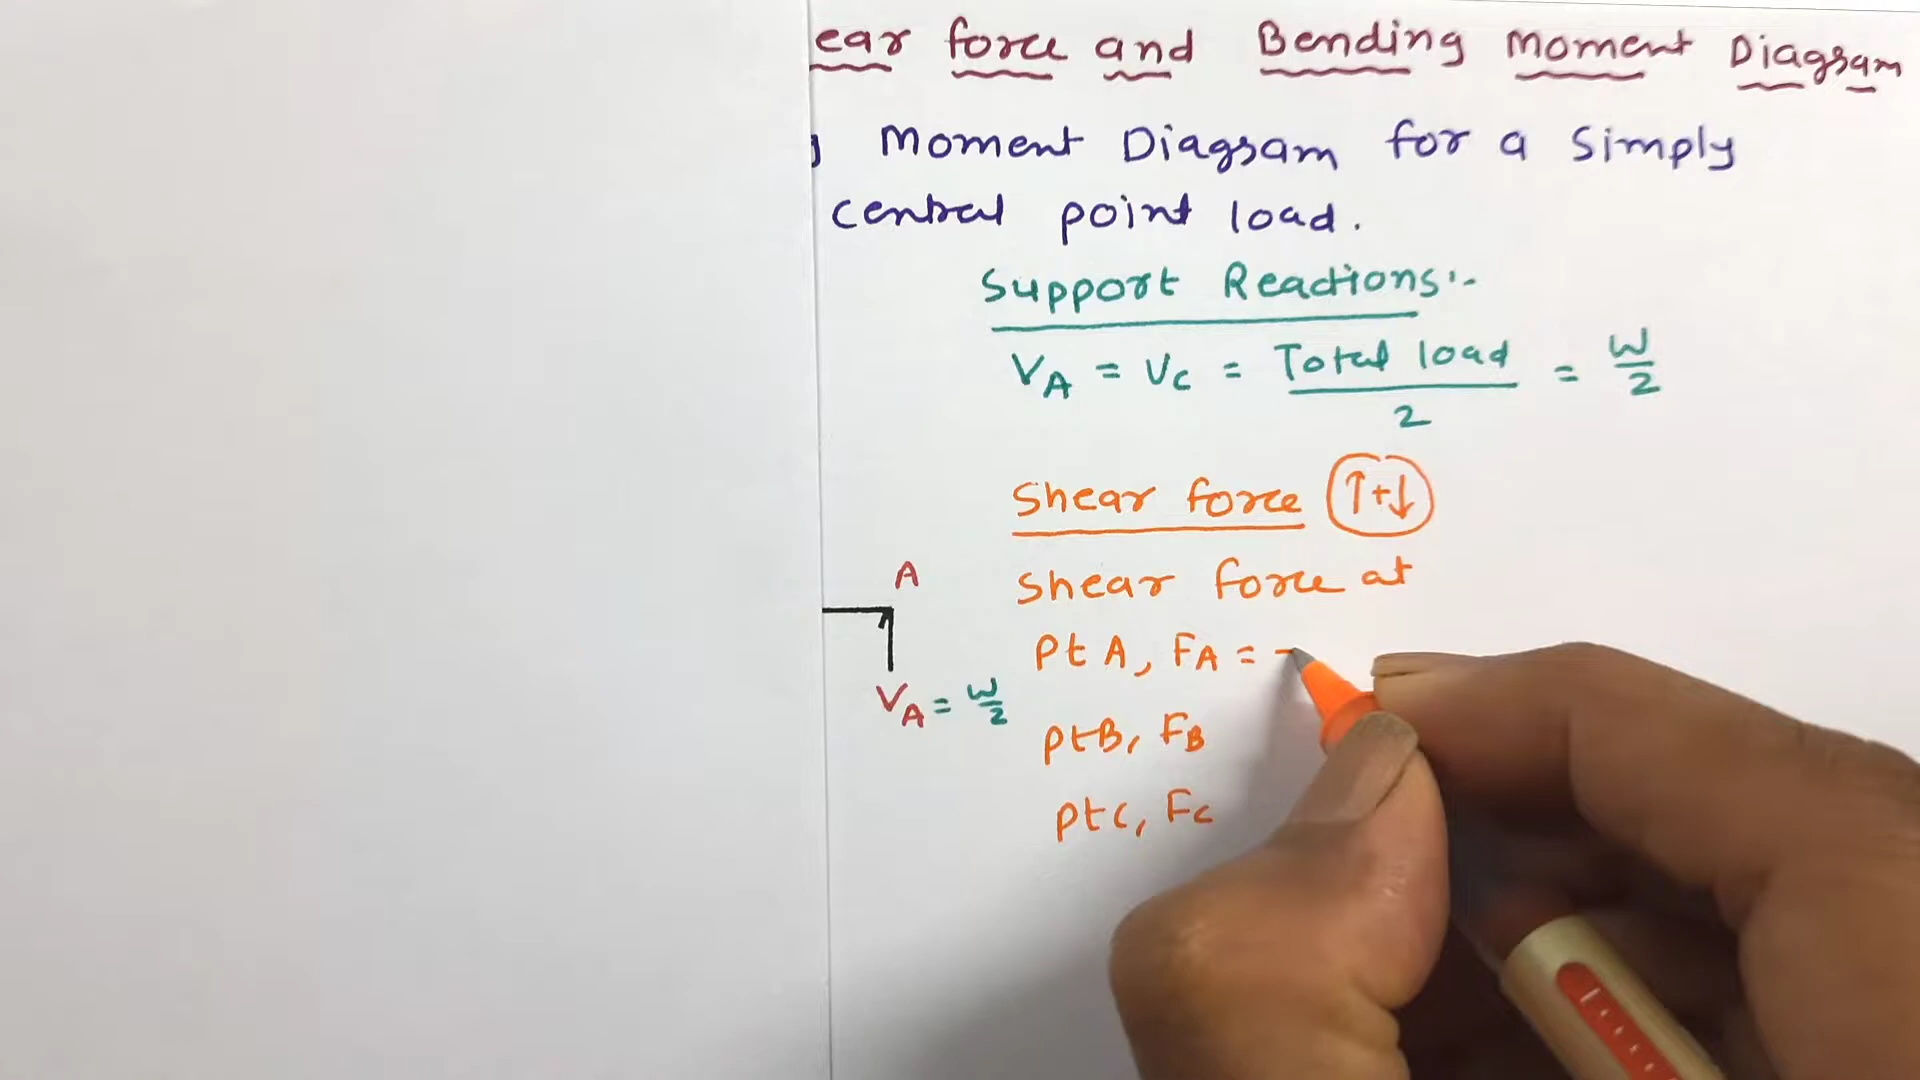 ear force and Bending Moment Diagram
Moment Diagram for a Simply
central point load.
Support Reactions:-
VA = VC = Total load / 2 = W/2
Shear force ↑+↓
Shear force at
A
pt A, FA = -
VA = W/2
pt B, FB
pt C, FC